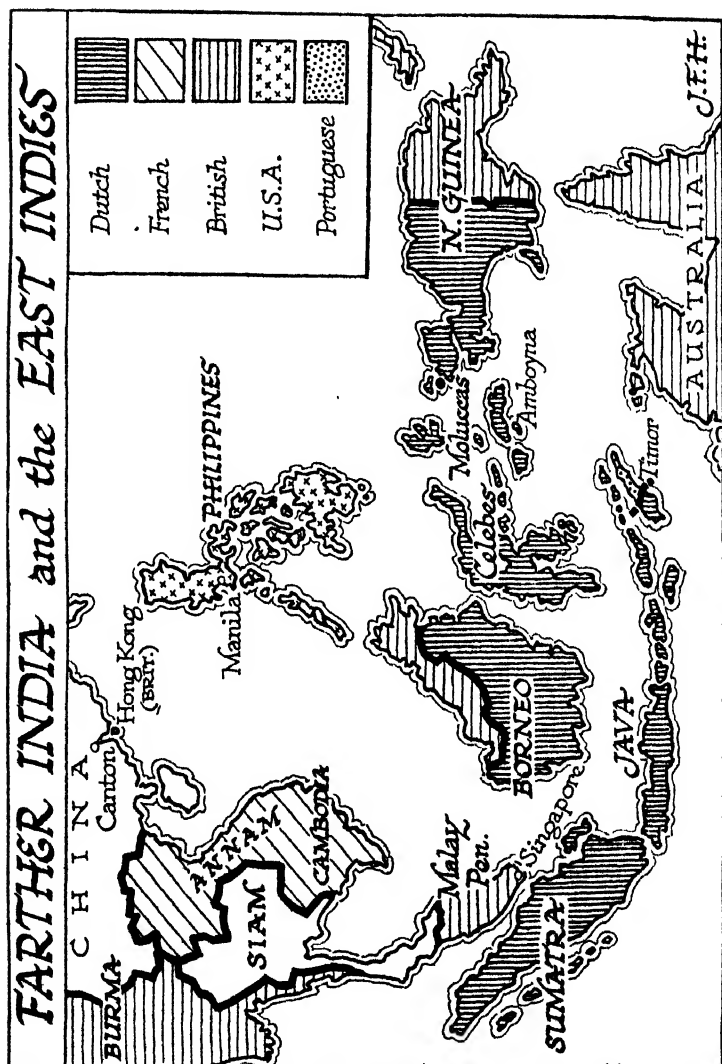 FARTHER INDIA and the EAST INDIES
Dutch
French
British
U.S.A.
Portuguese
CHINA
Canton
Hong Kong
(BRIT.)
BURMA
ANNAM
SIAM
CAMBODIA
PHILIPPINES
Manila
Malay
Pen.
Singapore
BORNEO
Celebes
Moluccas
Amboyna
N. GUINEA
SUMATRA
JAVA
Timor
AUSTRALIA
J.F.H.